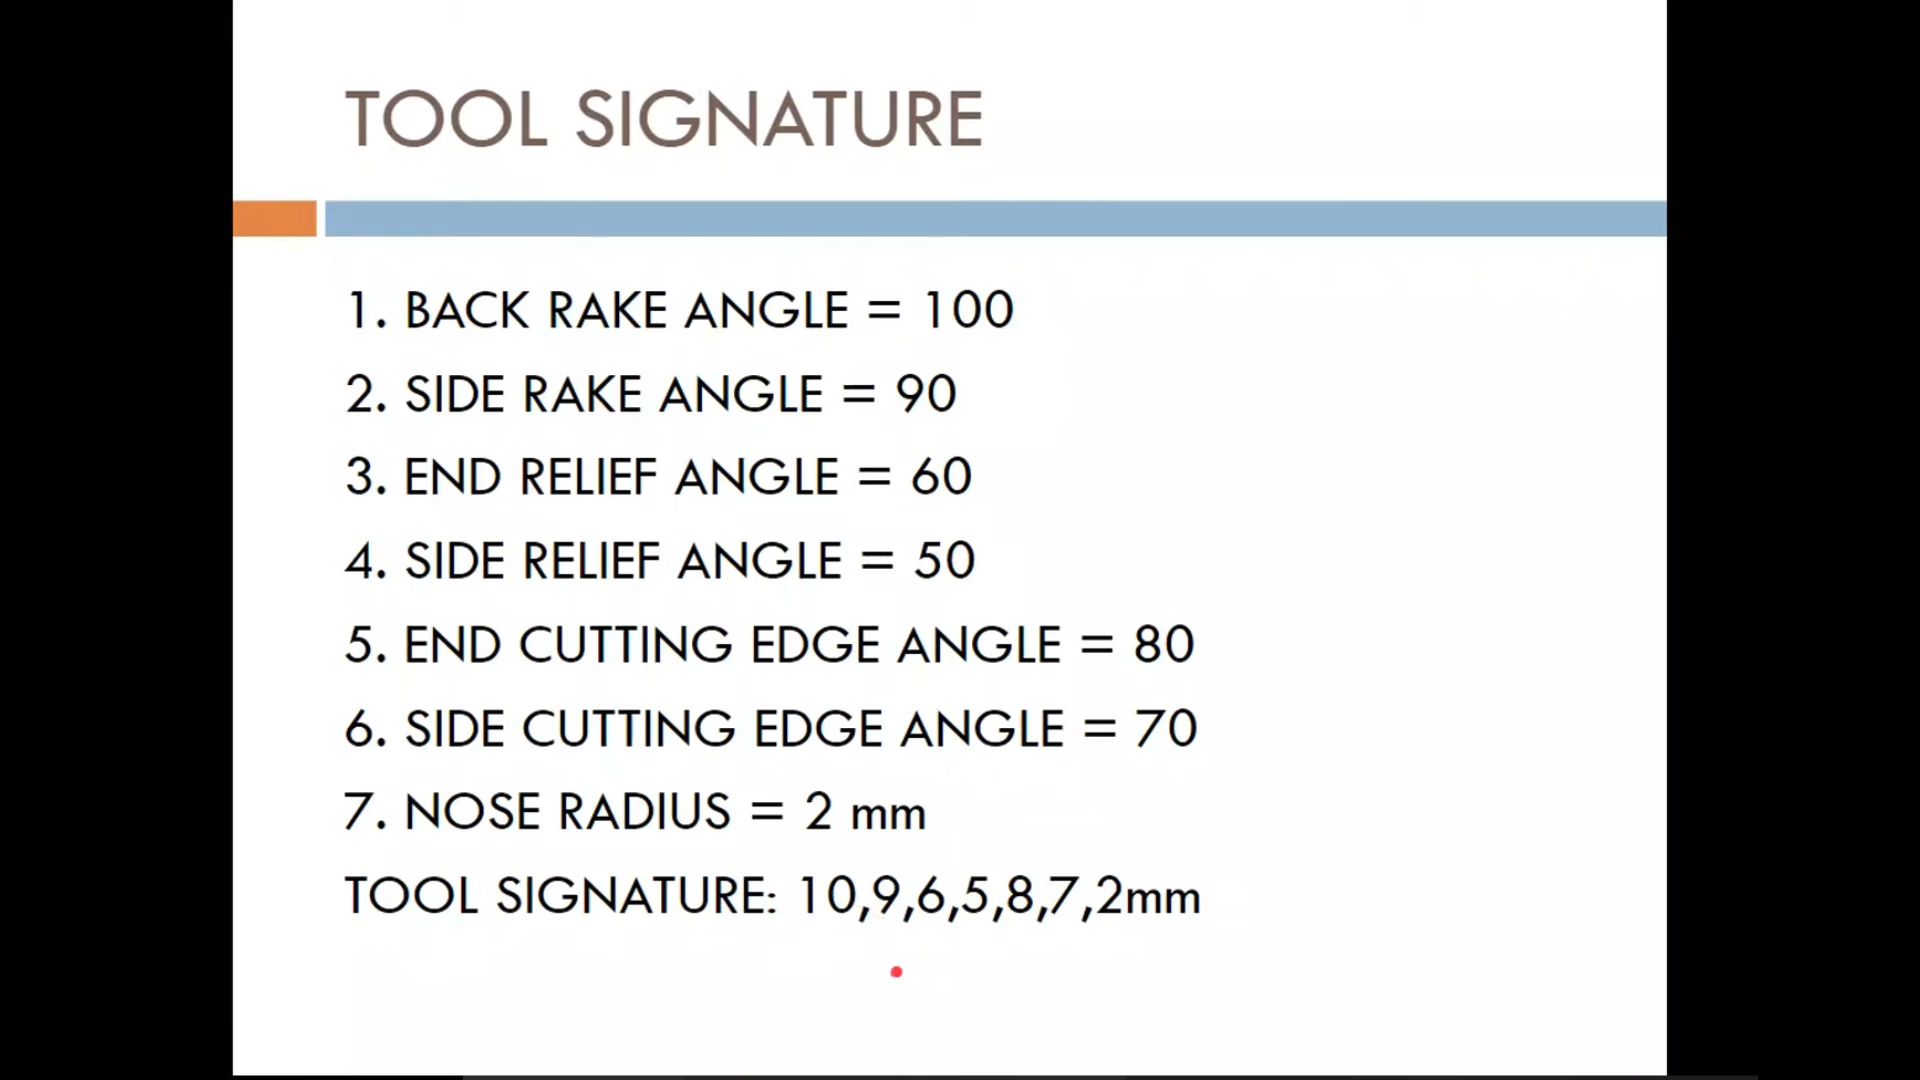 TOOL SIGNATURE
1. BACK RAKE ANGLE = 100
2. SIDE RAKE ANGLE = 90
3. END RELIEF ANGLE = 60
4. SIDE RELIEF ANGLE = 50
5. END CUTTING EDGE ANGLE = 80
6. SIDE CUTTING EDGE ANGLE = 70
7. NOSE RADIUS = 2 mm
TOOL SIGNATURE: 10,9,6,5,8,7,2mm